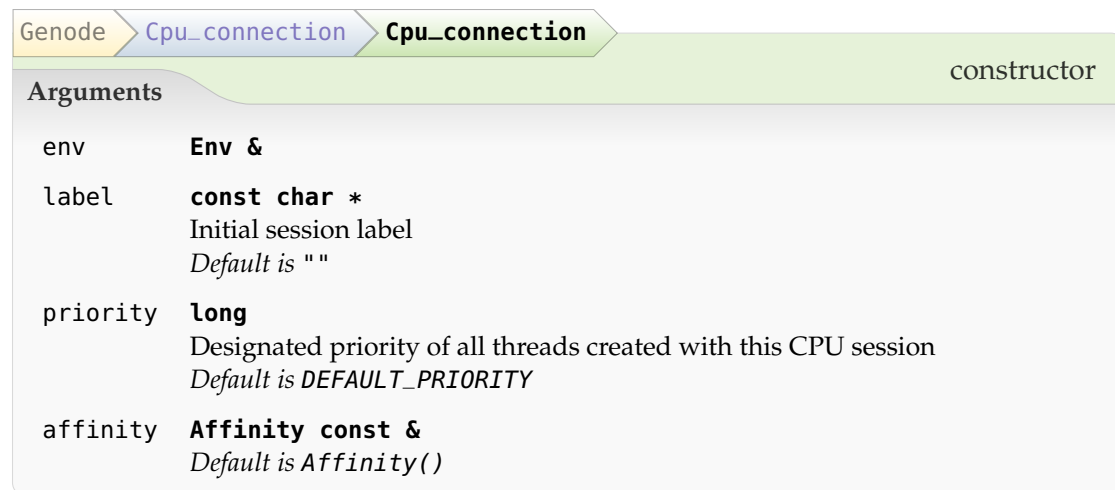 Genode Cpu_connection Cpu_connection
constructor
Arguments
env Env &
label const char *
Initial session label
Default is ""
priority long
Designated priority of all threads created with this CPU session
Default is DEFAULT_PRIORITY
affinity Affinity const &
Default is Affinity()